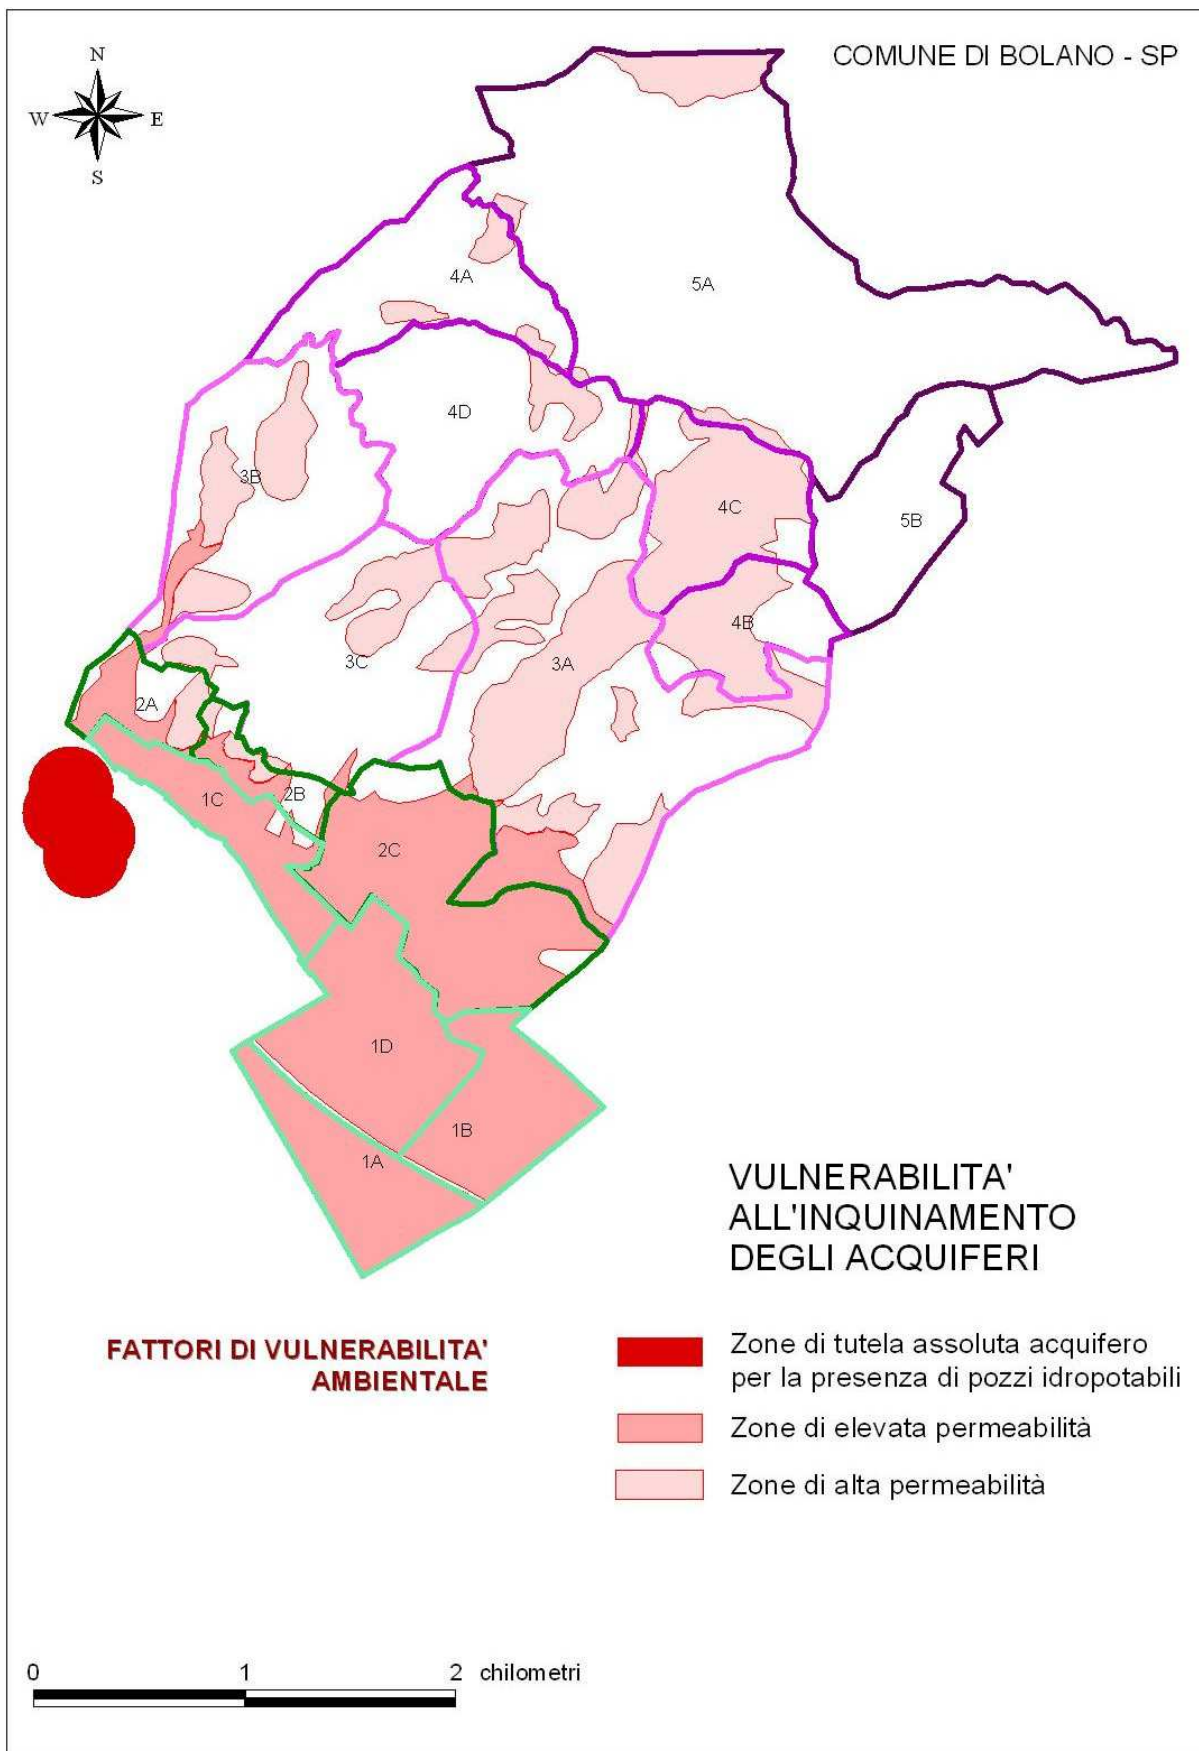 COMUNE DI BOLANO - SP
N
W E
S
4A
5A
4D
3B
4C
5B
4B
3C
3A
2A
1C
2B
2C
1D
1B
1A
VULNERABILITA'
ALL'INQUINAMENTO
DEGLI ACQUIFERI
FATTORI DI VULNERABILITA'
AMBIENTALE
Zone di tutela assoluta acquifero
per la presenza di pozzi idropotabili
Zone di elevata permeabilità
Zone di alta permeabilità
0 1 2 chilometri